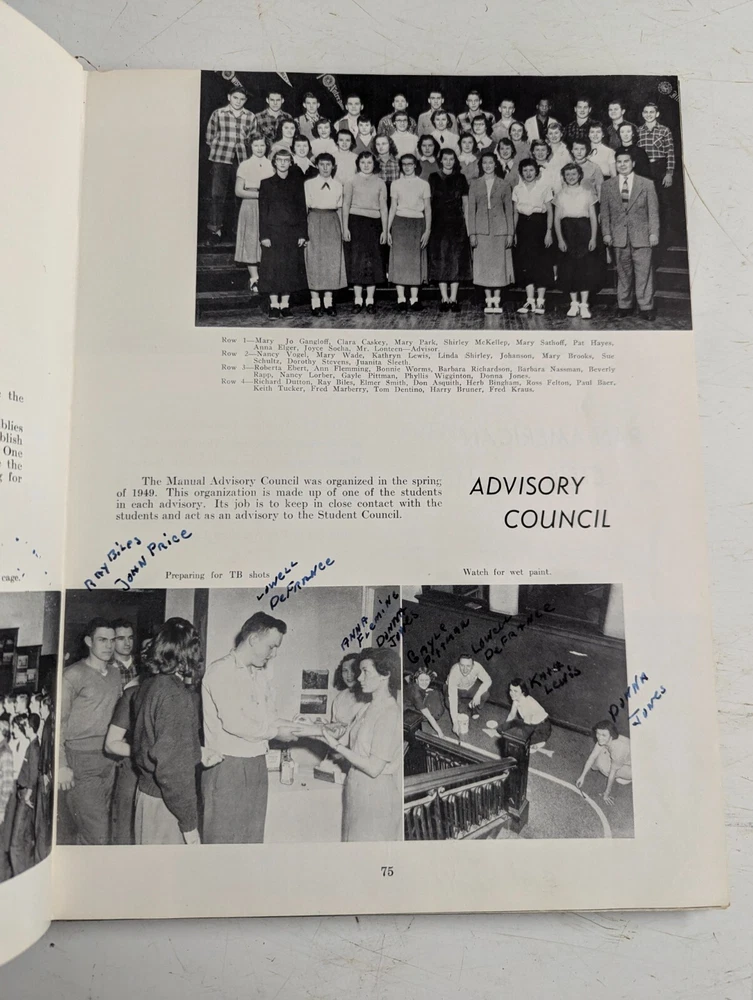 the
blies
blish
One
the
for
cage."
Row 1—Mary Jo Gangloff, Clara Caskey, Mary Park, Shirley McKellep, Mary Sathoff, Pat Hayes,
Anna Elger, Joyce Socha, Mr. Lonteen—Advisor
Row 2—Nancy Vogel, Mary Wade, Kathryn Lewis, Linda Shirley, Johanson, Mary Brooks, Sue
Schultz, Dorothy Stevens, Juanita Sleeth.
Row 3—Roberta Ebert, Ann Flemming, Bonnie Worms, Barbara Richardson, Barbara Nassman, Beverly
Rapp, Nancy Lorber, Gayle Pittman, Phyllis Wigginton, Donna Jones.
Row 4—Richard Dutton, Ray Biles, Elmer Smith, Don Asquith, Herb Bingham, Ross Felton, Paul Baer,
Keith Tucker, Fred Marberry, Tom Dentino, Harry Bruner, Fred Kraus.
The Manual Advisory Council was organized in the spring
of 1949. This organization is made up of one of the students
in each advisory. Its job is to keep in close contact with the
students and act as an advisory to the Student Council.
ADVISORY
COUNCIL
RAY BILES
JOHN PRICE
Preparing for TB shots
LOWELL
DEFRANCE
Watch for wet paint.
ANNA
FLEMING
DONNA
JONES
GAYLE
PITTMAN
LOWELL
DEFRANCE
LEWIS
DONNA
JONES
75